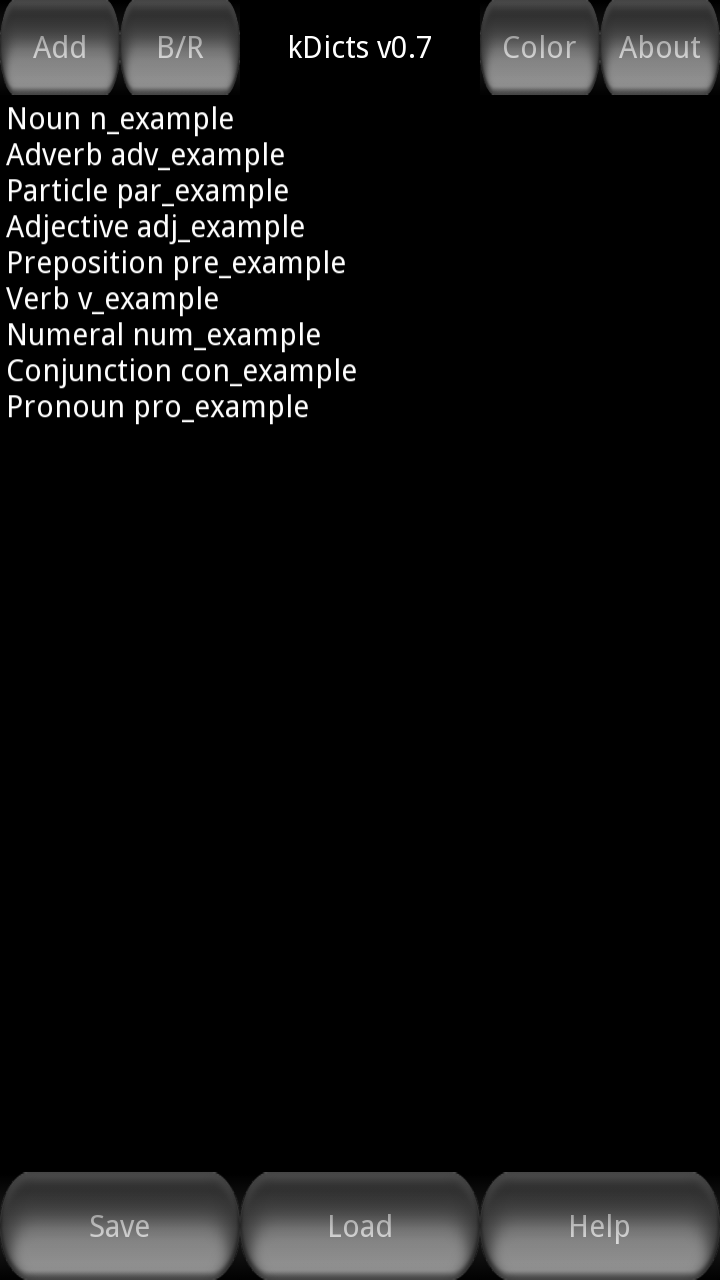 Add B/R kDicts v0.7 Color About
Noun n_example
Adverb adv_example
Particle par_example
Adjective adj_example
Preposition pre_example
Verb v_example
Numeral num_example
Conjunction con_example
Pronoun pro_example
Save Load Help